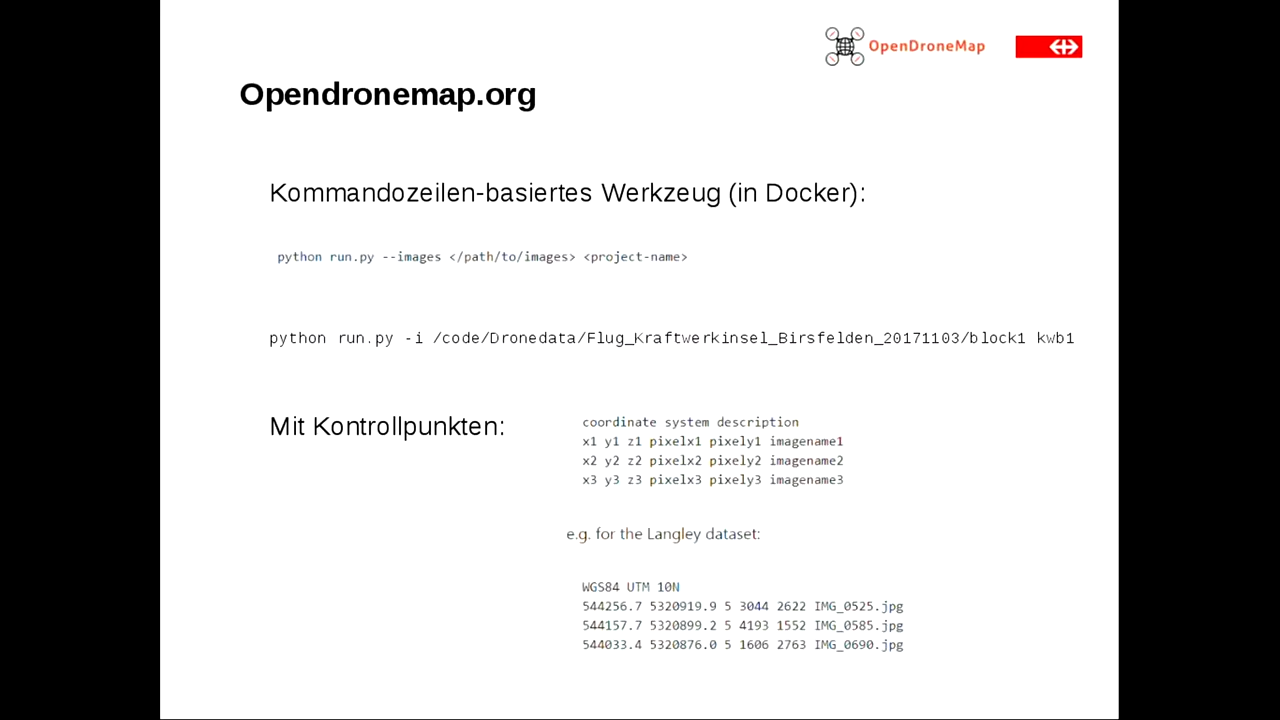 OpenDroneMap
Opendronemap.org
Kommandozeilen-basiertes Werkzeug (in Docker):
python run.py --images </path/to/images> <project-name>
python run.py -i /code/Dronedata/Flug_Kraftwerkinsel_Birsfelden_20171103/block1 kwb1
Mit Kontrollpunkten:
coordinate system description
x1 y1 z1 pixelx1 pixely1 imagename1
x2 y2 z2 pixelx2 pixely2 imagename2
x3 y3 z3 pixelx3 pixely3 imagename3
e.g. for the Langley dataset:
WGS84 UTM 10N
544256.7 5320919.9 5 3044 2622 IMG_0525.jpg
544157.7 5320899.2 5 4193 1552 IMG_0585.jpg
544033.4 5320876.0 5 1606 2763 IMG_0690.jpg